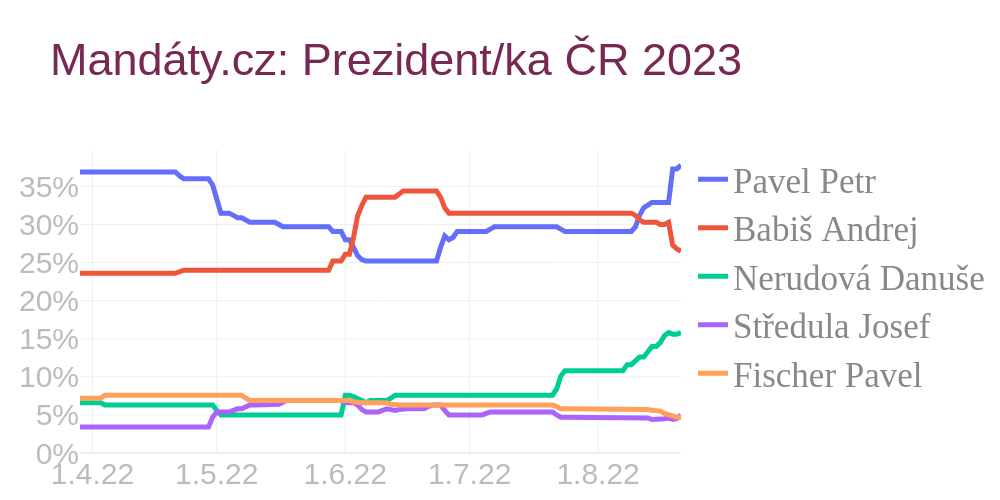 Mandáty.cz: Prezident/ka ČR 2023
35%
30%
25%
20%
15%
10%
5%
0%
1.4.22 1.5.22 1.6.22 1.7.22 1.8.22
Pavel Petr
Babiš Andrej
Nerudová Danuše
Středula Josef
Fischer Pavel